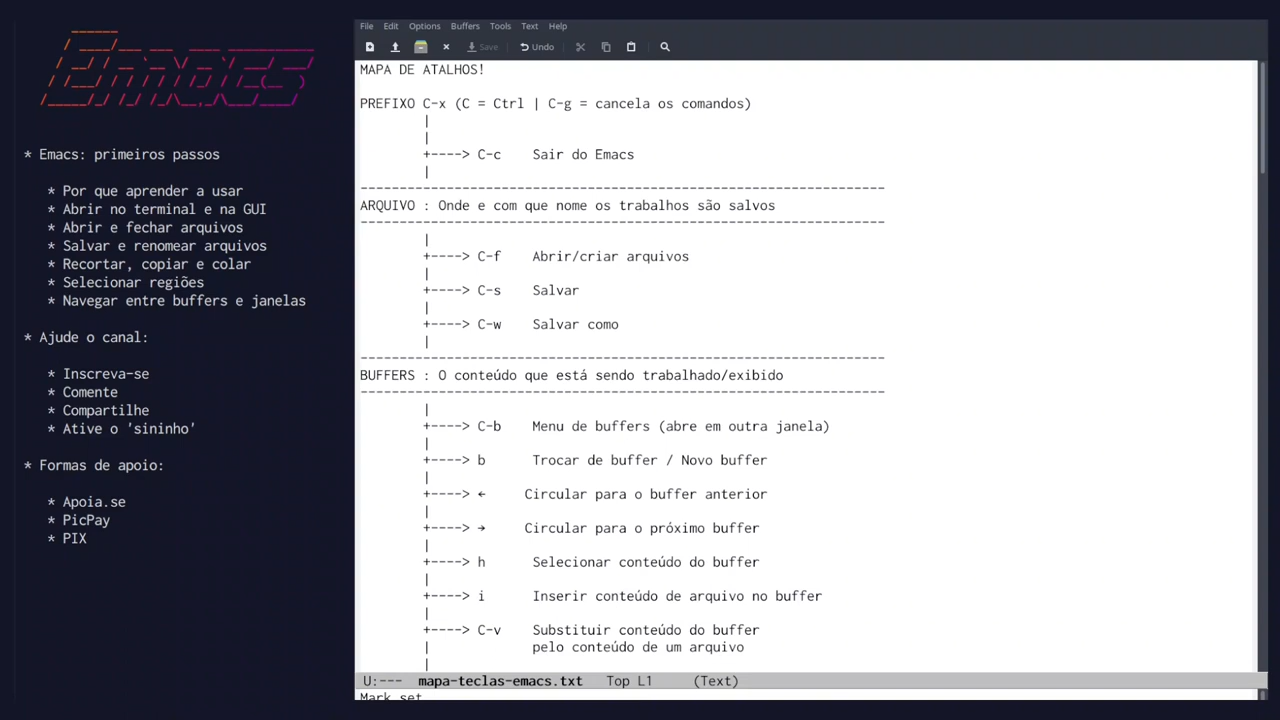 Emacs
* Emacs: primeiros passos
* Por que aprender a usar
* Abrir no terminal e na GUI
* Abrir e fechar arquivos
* Salvar e renomear arquivos
* Recortar, copiar e colar
* Selecionar regiões
* Navegar entre buffers e janelas
* Ajude o canal:
* Inscreva-se
* Comente
* Compartilhe
* Ative o 'sininho'
* Formas de apoio:
* Apoia.se
* PicPay
* PIX
File Edit Options Buffers Tools Text Help
Save Undo
MAPA DE ATALHOS!
PREFIXO C-x (C = Ctrl | C-g = cancela os comandos)
|
|
+----> C-c Sair do Emacs
|
-------------------------------------------------------------------
ARQUIVO : Onde e com que nome os trabalhos são salvos
-------------------------------------------------------------------
|
+----> C-f Abrir/criar arquivos
|
+----> C-s Salvar
|
+----> C-w Salvar como
|
-------------------------------------------------------------------
BUFFERS : O conteúdo que está sendo trabalhado/exibido
-------------------------------------------------------------------
|
+----> C-b Menu de buffers (abre em outra janela)
|
+----> b Trocar de buffer / Novo buffer
|
+----> ← Circular para o buffer anterior
|
+----> → Circular para o próximo buffer
|
+----> h Selecionar conteúdo do buffer
|
+----> i Inserir conteúdo de arquivo no buffer
|
+----> C-v Substituir conteúdo do buffer
| pelo conteúdo de um arquivo
|
U:--- mapa-teclas-emacs.txt Top L1 (Text)
Mark set